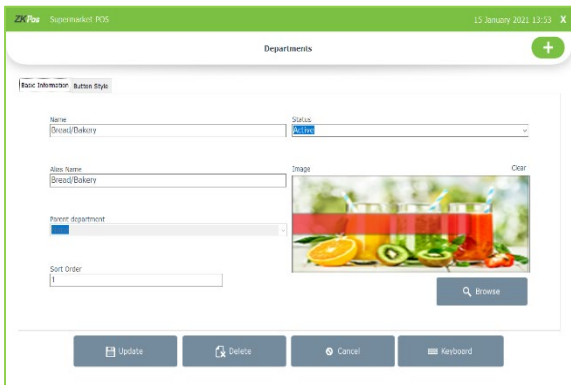 ZKPos Supermarket POS 15 January 2021 13:53 X
Departments
Basic Information Button Style
Name Status
Bread/Bakery Active
Alias Name Image Clear
Bread/Bakery
Parent department
Sort Order
1
Browse
Update Delete Cancel Keyboard